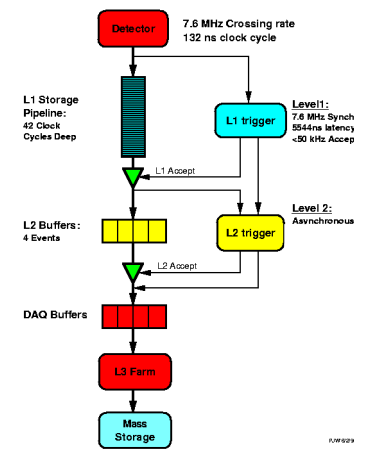 Detector
7.6 MHz Crossing rate
132 ns clock cycle
L1 Storage
Pipeline:
42 Clock
Cycles Deep
L1 trigger
Level1:
7.6 MHz Synch
5544ns latency
<50 kHz Accep
L1 Accept
L2 Buffers:
4 Events
L2 trigger
Level 2:
Asynchronous
L2 Accept
DAQ Buffers
L3 Farm
Mass
Storage